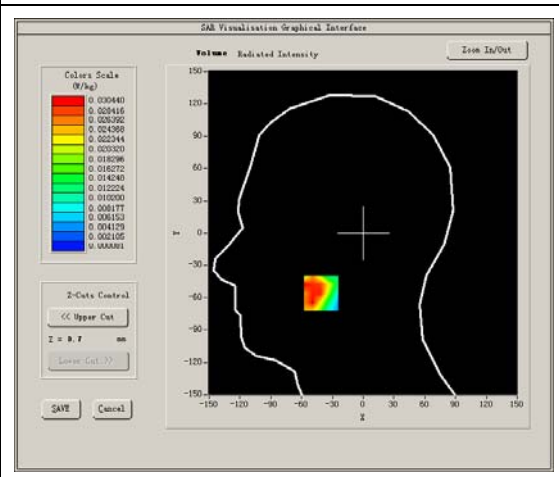 SAR Visualisation Graphical Interface
Volume Radiated Intensity
Zoom In/Out
Colors Scale
(W/kg)
0.030440
0.028416
0.026392
0.024368
0.022344
0.020320
0.018296
0.016272
0.014248
0.012224
0.010200
0.008177
0.006153
0.004129
0.002105
0.000081
Z-Cuts Control
<< Upper Cut
mm
Lower Cut >>
SAVE
Cancel
150
120
90
60
30
0
-30
-60
-90
-120
-150
Y
-150 -120 -90 -60 -30 0 30 60 90 120 150
X